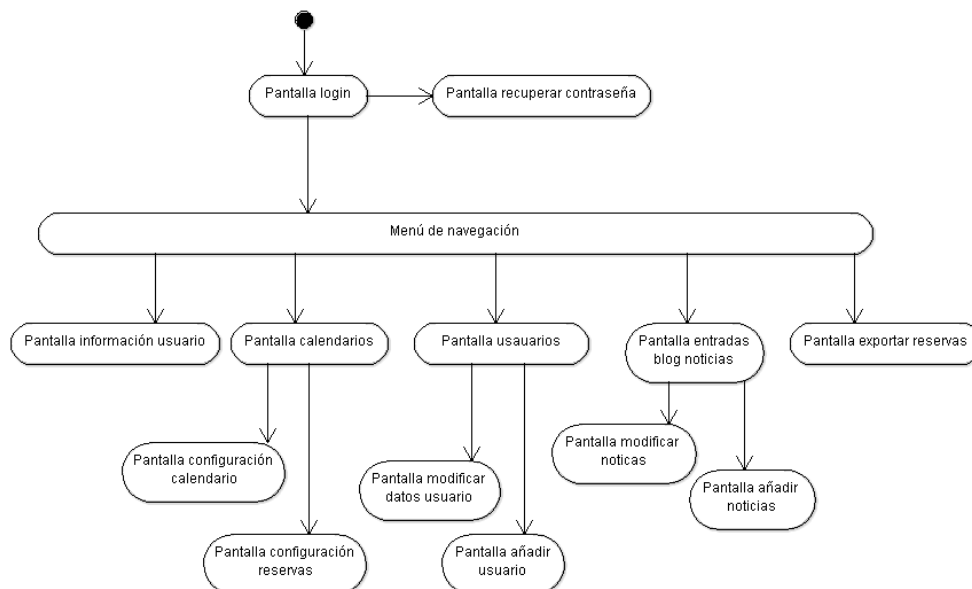 Pantalla login
Pantalla recuperar contraseña
Menú de navegación
Pantalla información usuario
Pantalla calendarios
Pantalla usauarios
Pantalla entradas
blog noticias
Pantalla exportar reservas
Pantalla configuración
calendario
Pantalla modificar
datos usuario
Pantalla modificar
noticas
Pantalla añadir
noticias
Pantalla configuración
reservas
Pantalla añadir
usuario